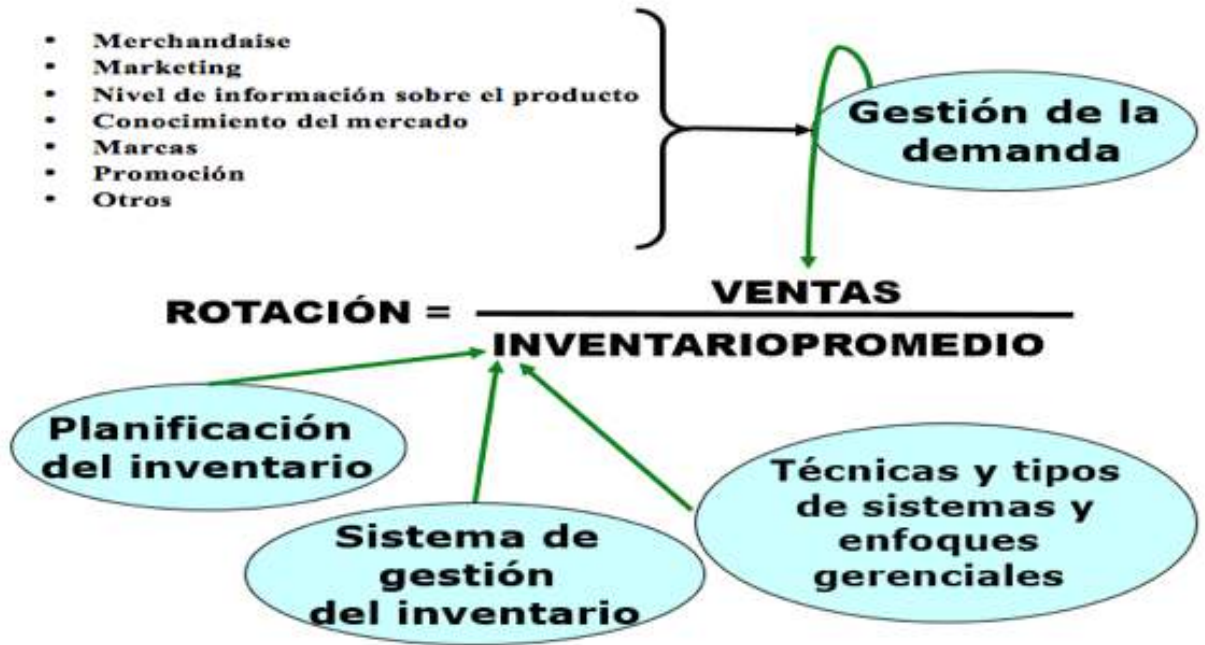 • Merchandaise
• Marketing
• Nivel de información sobre el producto
• Conocimiento del mercado
• Marcas
• Promoción
• Otros
Gestión de la
demanda
VENTAS
ROTACIÓN =
INVENTARIOPROMEDIO
Planificación
del inventario
Sistema de
gestión
del inventario
Técnicas y tipos
de sistemas y
enfoques
gerenciales